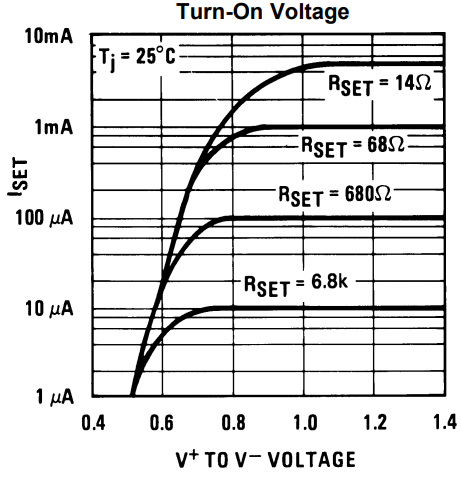 Turn-On Voltage
10mA
Tj = 25°C
RSET = 14Ω
1mA
RSET = 68Ω
ISET
RSET = 680Ω
100 μA
RSET = 6.8k
10 μA
1 μA
0.4 0.6 0.8 1.0 1.2 1.4
V+ TO V− VOLTAGE